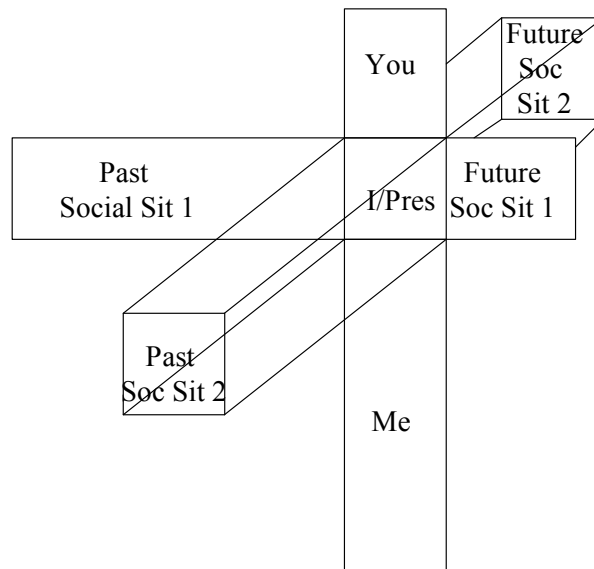 You
Future
Soc
Sit 2
Past
Social Sit 1
I/Pres
Future
Soc Sit 1
Past
Soc Sit 2
Me